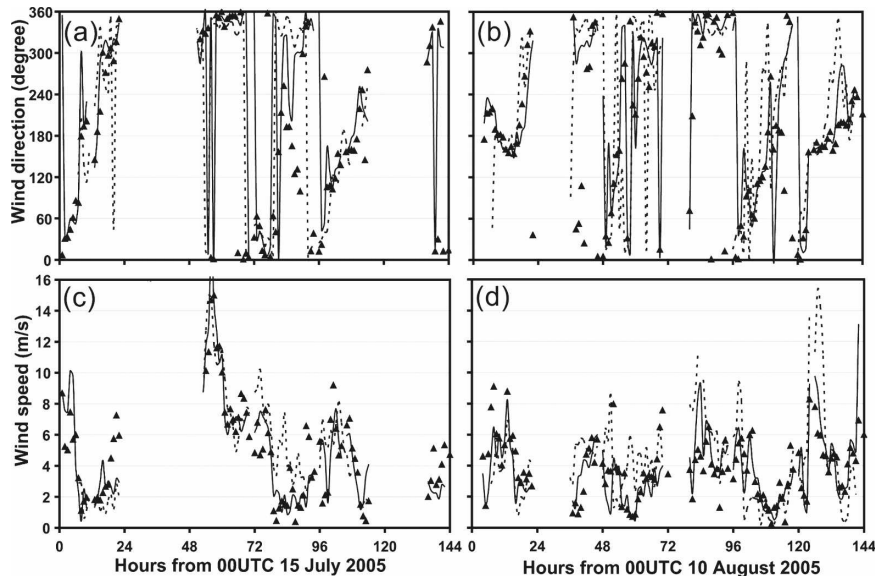 (a)
(b)
Wind direction (degree)
360
300
240
180
120
60
0
(c)
(d)
Wind speed (m/s)
16
14
12
10
8
6
4
2
0
0 24 48 72 96 120 144
0 24 48 72 96 120 144
Hours from 00UTC 15 July 2005
Hours from 00UTC 10 August 2005